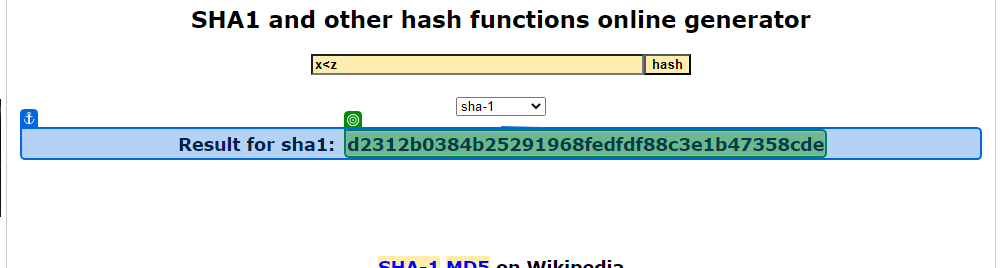 SHA1 and other hash functions online generator
x<z hash
sha-1
Result for sha1: d2312b0384b25291968fedfdf88c3e1b47358cde
SHA-1 MD5 on Wikipedia